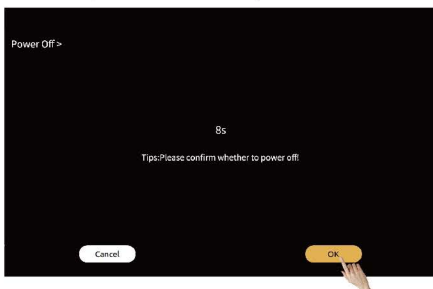 Power Off >
8s
Tips:Please confirm whether to power off!
Cancel
OK